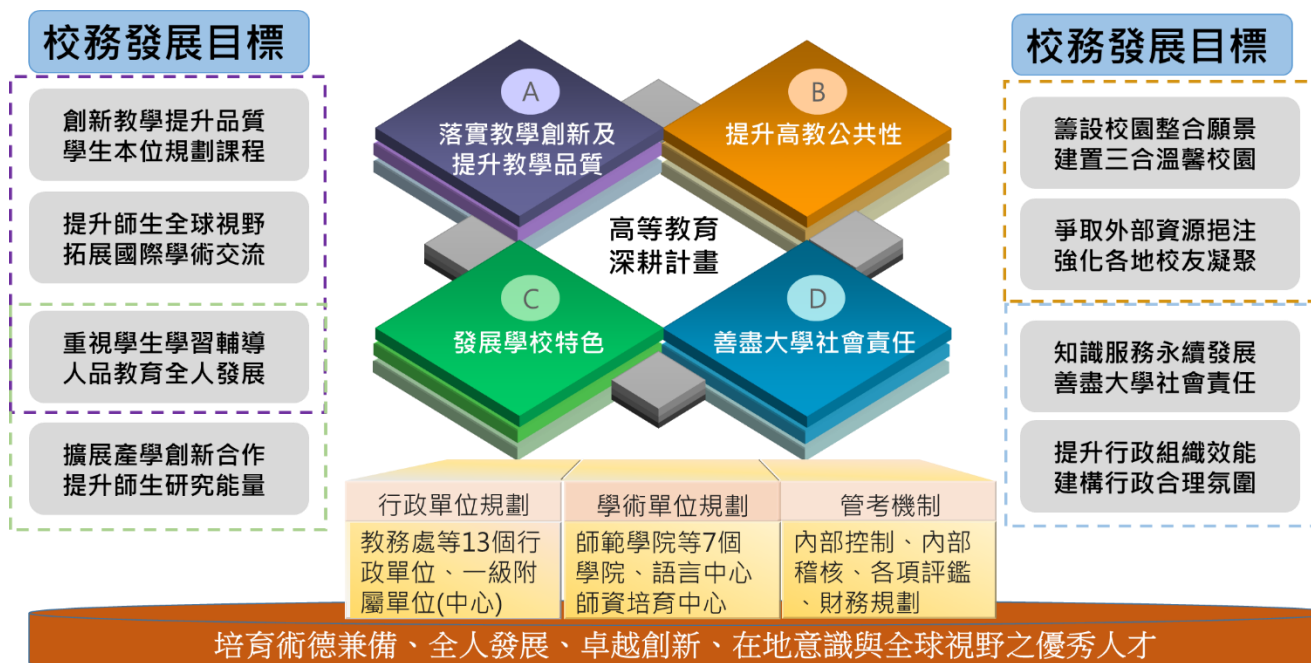 校務發展目標
創新教學提升品質
學生本位規劃課程
提升師生全球視野
拓展國際學術交流
重視學生學習輔導
人品教育全人發展
擴展產學創新合作
提升師生研究能量
A
落實教學創新及
提升教學品質
B
提升高教公共性
高等教育
深耕計畫
C
發展學校特色
D
善盡大學社會責任
校務發展目標
籌設校園整合願景
建置三合溫馨校園
爭取外部資源挹注
強化各地校友凝聚
知識服務永續發展
善盡大學社會責任
提升行政組織效能
建構行政合理氛圍
行政單位規劃
教務處等13個行
政單位、一級附
屬單位(中心)
學術單位規劃
師範學院等7個
學院、語言中心
師資培育中心
管考機制
內部控制、內部
稽核、各項評鑑
、財務規劃
培育術德兼備、全人發展、卓越創新、在地意識與全球視野之優秀人才